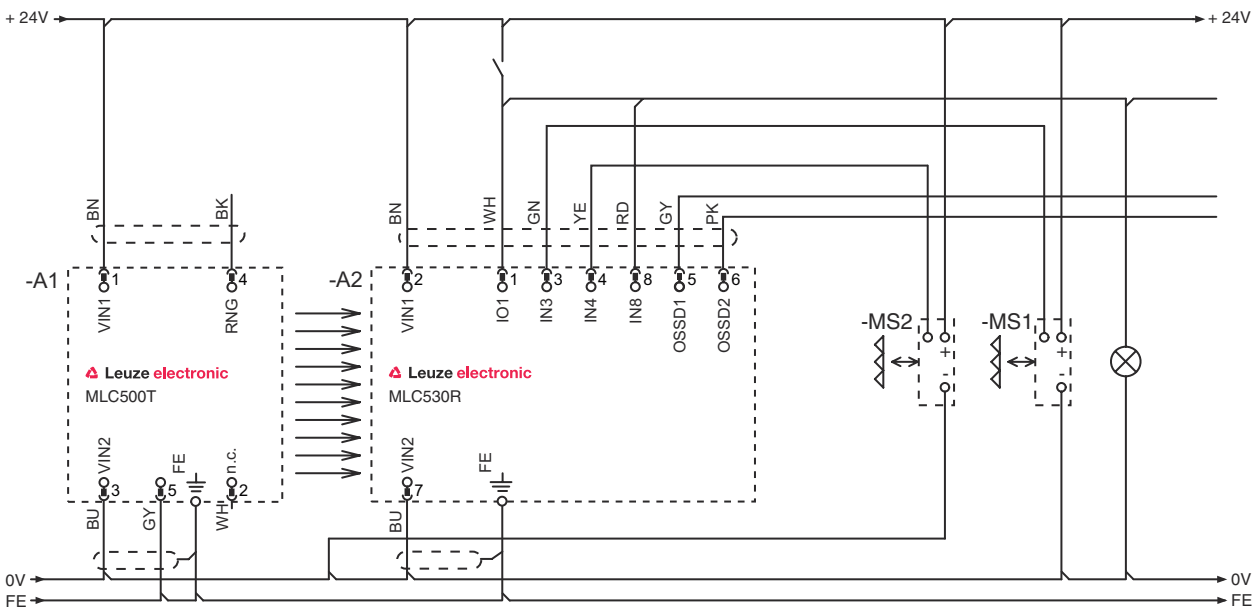 + 24V
+ 24V
BN
BK
BN
WH
GN
YE
RD
GY
PK
-A1
1
4
-A2
2
1
3
4
8
5
6
VIN1
RNG
VIN1
IO1
IN3
IN4
IN8
OSSD1
OSSD2
-MS2
-MS1
+
+
-
-
Leuze electronic
MLC500T
Leuze electronic
MLC530R
VIN2
FE
n.c.
VIN2
FE
3
5
2
7
BU
GY
WH
BU
0V
0V
FE
FE